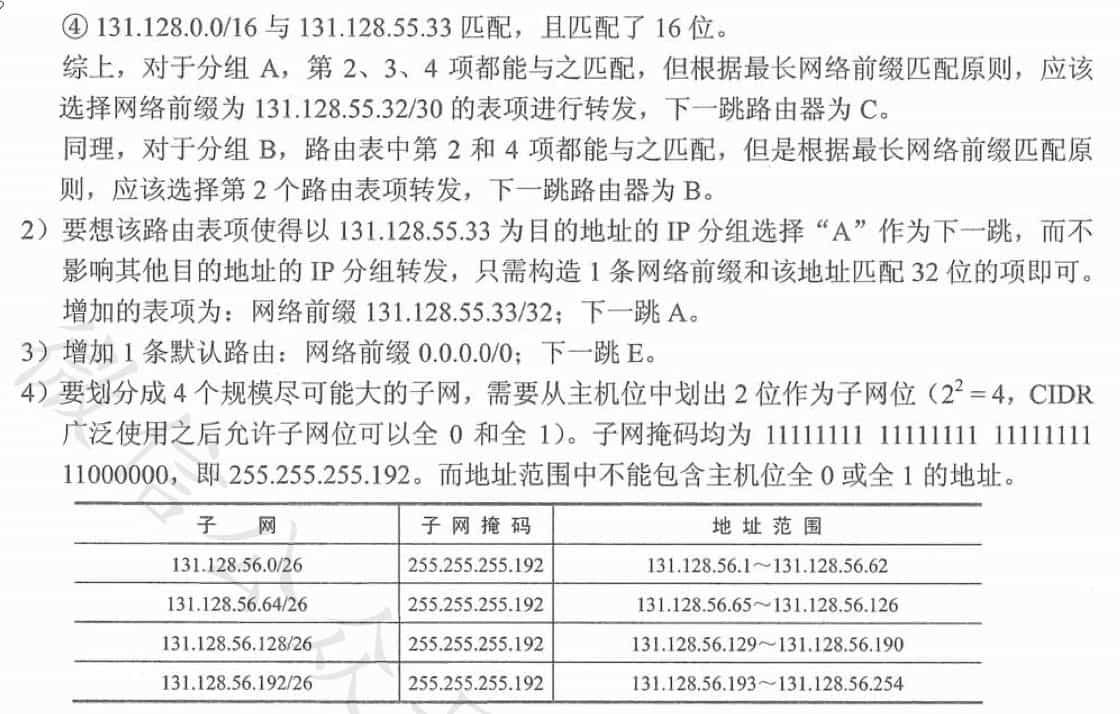 ④ 131.128.0.0/16 与 131.128.55.33 匹配，且匹配了 16 位。
综上，对于分组 A，第 2、3、4 项都能与之匹配，但根据最长网络前缀匹配原则，应该
选择网络前缀为 131.128.55.32/30 的表项进行转发，下一跳路由器为 C。
同理，对于分组 B，路由表中第 2 和 4 项都能与之匹配，但是根据最长网络前缀匹配原
则，应该选择第 2 个路由表项转发，下一跳路由器为 B。
2）要想该路由表项使得以 131.128.55.33 为目的地址的 IP 分组选择“A”作为下一跳，而不
影响其他目的地址的 IP 分组转发，只需构造 1 条网络前缀和该地址匹配 32 位的项即可。
增加的表项为：网络前缀 131.128.55.33/32；下一跳 A。
3）增加 1 条默认路由：网络前缀 0.0.0.0/0；下一跳 E。
4）要划分成 4 个规模尽可能大的子网，需要从主机位中划出 2 位作为子网位（2² = 4，CIDR
广泛使用之后允许子网位可以全 0 和全 1）。子网掩码均为 11111111 11111111 11111111
11000000，即 255.255.255.192。而地址范围中不能包含主机位全 0 或全 1 的地址。
子 网 子 网 掩 码 地 址 范 围
131.128.56.0/26 255.255.255.192 131.128.56.1～131.128.56.62
131.128.56.64/26 255.255.255.192 131.128.56.65～131.128.56.126
131.128.56.128/26 255.255.255.192 131.128.56.129～131.128.56.190
131.128.56.192/26 255.255.255.192 131.128.56.193～131.128.56.254
微信公众